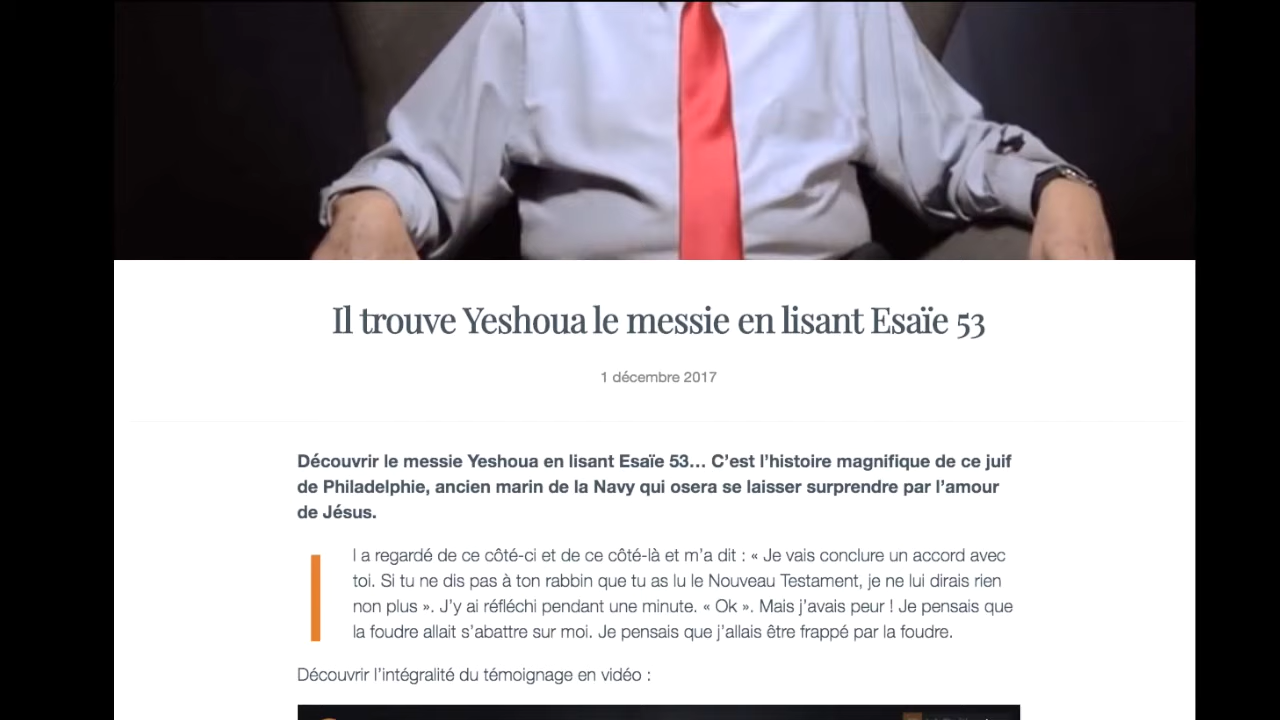 Il trouve Yeshoua le messie en lisant Esaïe 53
1 décembre 2017
Découvrir le messie Yeshoua en lisant Esaïe 53… C’est l’histoire magnifique de ce juif
de Philadelphie, ancien marin de la Navy qui osera se laisser surprendre par l’amour
de Jésus.
l a regardé de ce côté-ci et de ce côté-là et m’a dit : « Je vais conclure un accord avec
toi. Si tu ne dis pas à ton rabbin que tu as lu le Nouveau Testament, je ne lui dirais rien
non plus ». J’y ai réfléchi pendant une minute. « Ok ». Mais j’avais peur ! Je pensais que
la foudre allait s’abattre sur moi. Je pensais que j’allais être frappé par la foudre.
Découvrir l’intégralité du témoignage en vidéo :